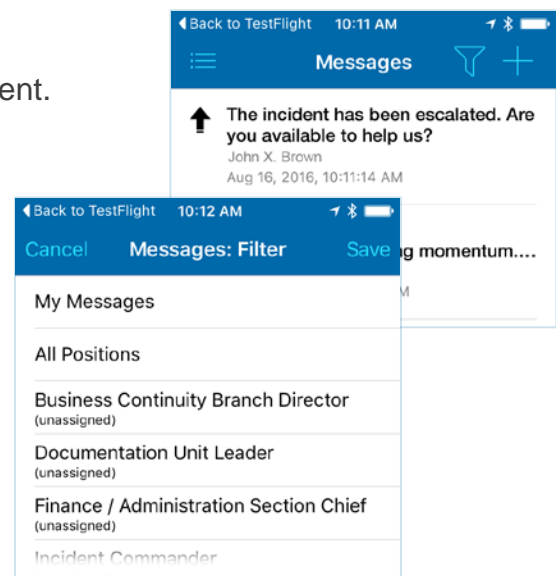 ent.
Back to TestFlight 10:11 AM
Messages
The incident has been escalated. Are
you available to help us?
John X. Brown
Aug 16, 2016, 10:11:14 AM
g momentum....
M
Back to TestFlight 10:12 AM
Cancel Messages: Filter Save
My Messages
All Positions
Business Continuity Branch Director
(unassigned)
Documentation Unit Leader
(unassigned)
Finance / Administration Section Chief
(unassigned)
Incident Commander